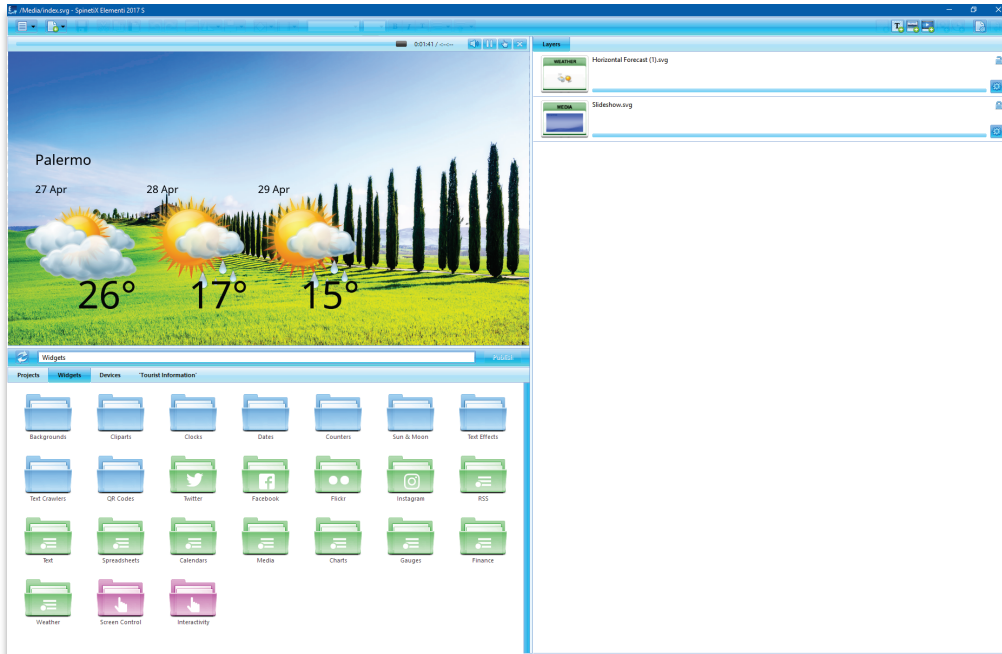 /Media/index.svg - SpinetiX Elementi 2017 S
0:01:41 /
Layers
WEATHER
Horizontal Forecast (1).svg
MEDIA
Slideshow.svg
Palermo
27 Apr 28 Apr 29 Apr
26° 17° 15°
Widgets
Publish
Projects Widgets Devices 'Tourist Information'
Backgrounds Cliparts Clocks Dates Counters Sun & Moon Text Effects
Text Crawlers QR Codes Twitter Facebook Flickr Instagram RSS
Text Spreadsheets Calendars Media Charts Gauges Finance
Weather Screen Control Interactivity